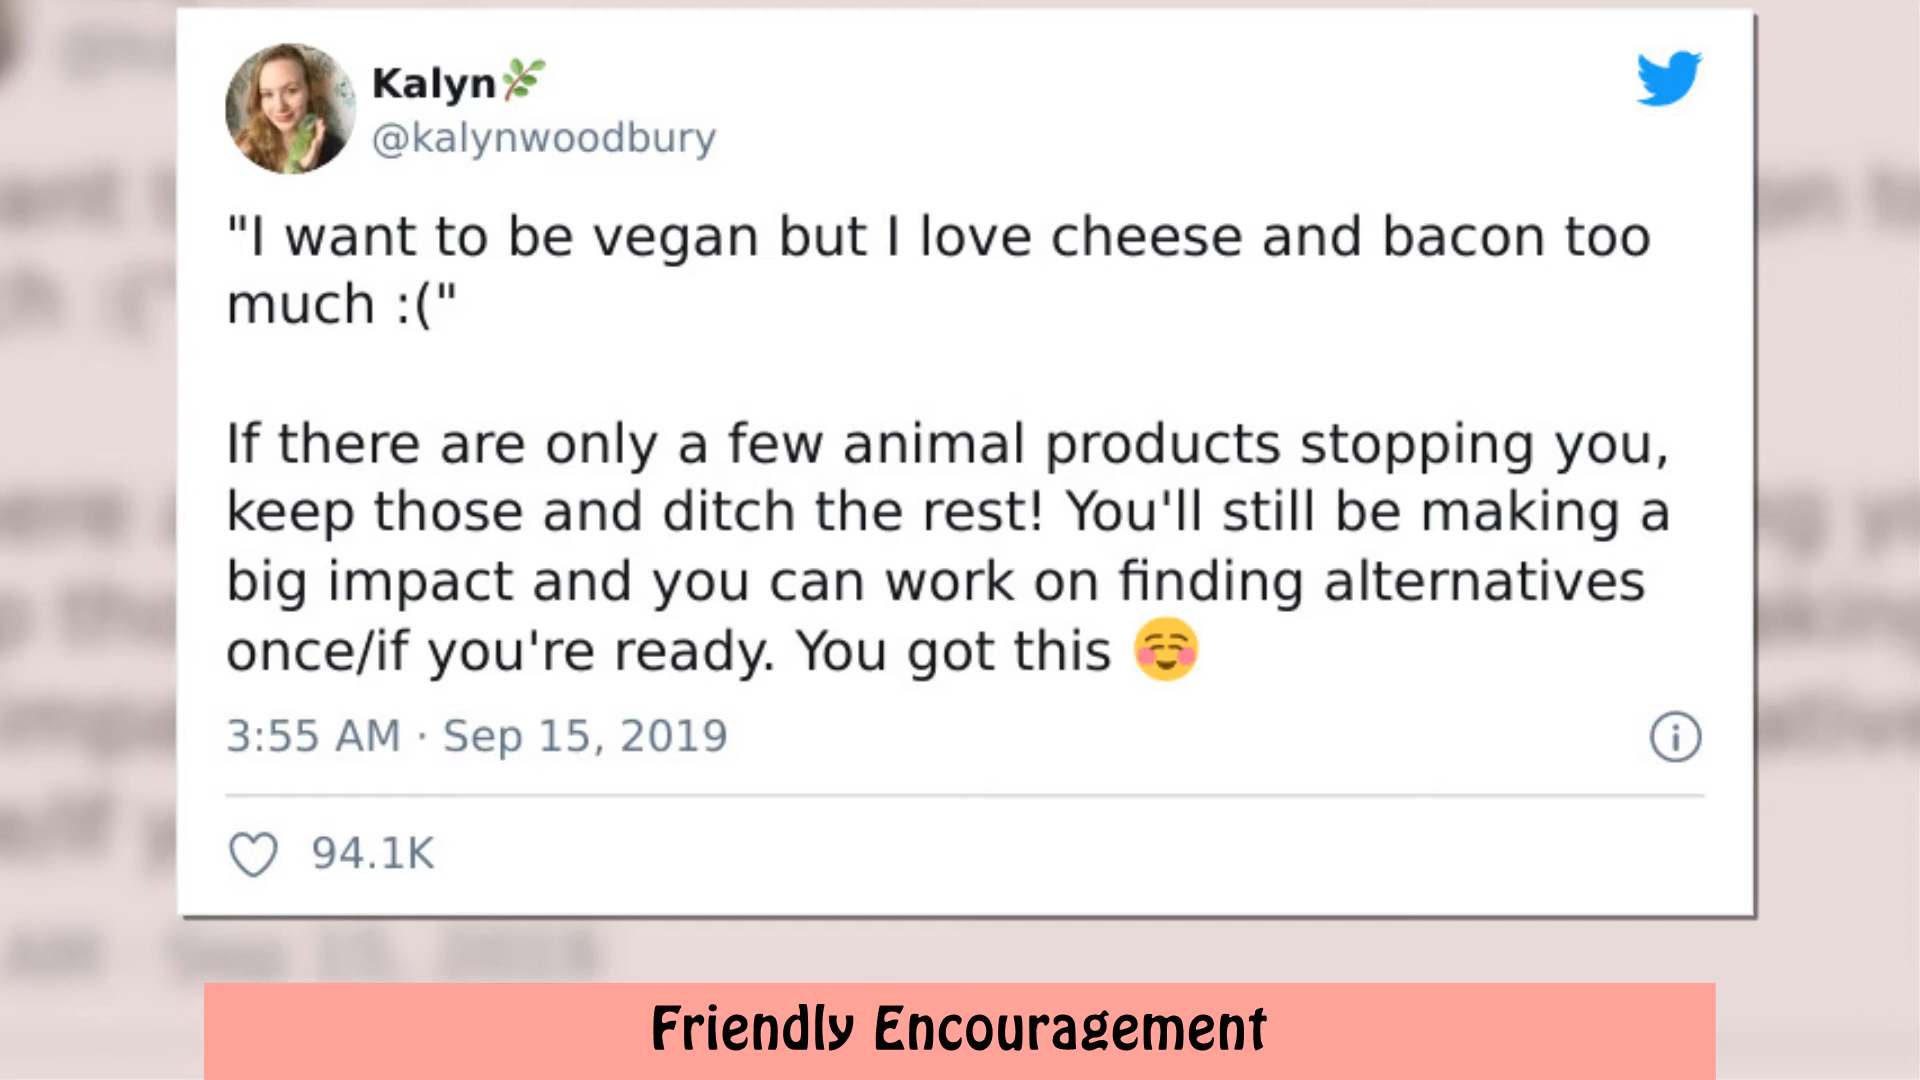 Kalyn🌿
@kalynwoodbury
"I want to be vegan but I love cheese and bacon too
much :("
If there are only a few animal products stopping you,
keep those and ditch the rest! You'll still be making a
big impact and you can work on finding alternatives
once/if you're ready. You got this ☺️
3:55 AM · Sep 15, 2019
94.1K
Friendly Encouragement